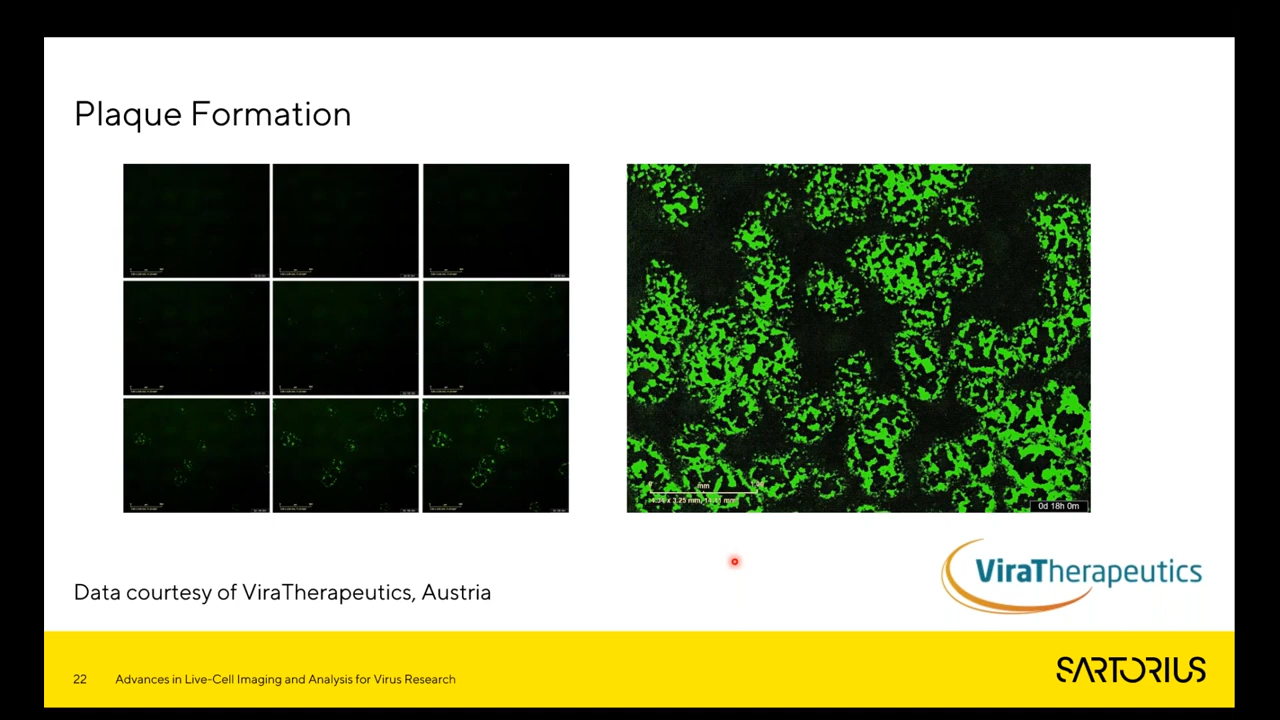 Plaque Formation
mm
0d 18h 0m
Data courtesy of ViraTherapeutics, Austria
ViraTherapeutics
22 Advances in Live-Cell Imaging and Analysis for Virus Research
SARTORIUS